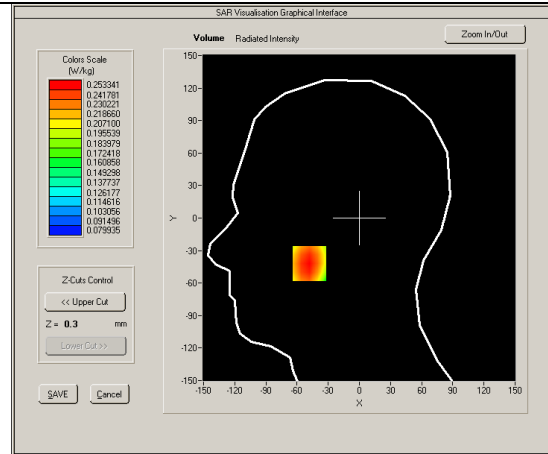 SAR Visualisation Graphical Interface
Volume Radiated Intensity
Zoom In/Out
Colors Scale
(W/kg)
0.253341
0.241781
0.230221
0.218660
0.207100
0.195539
0.183979
0.172418
0.160858
0.149298
0.137737
0.126177
0.114616
0.103056
0.091496
0.079935
Z-Cuts Control
<< Upper Cut
Z = 0.3 mm
Lower Cut >>
SAVE Cancel
Y
150
120
90
60
30
0
-30
-60
-90
-120
-150
-150 -120 -90 -60 -30 0 30 60 90 120 150
X